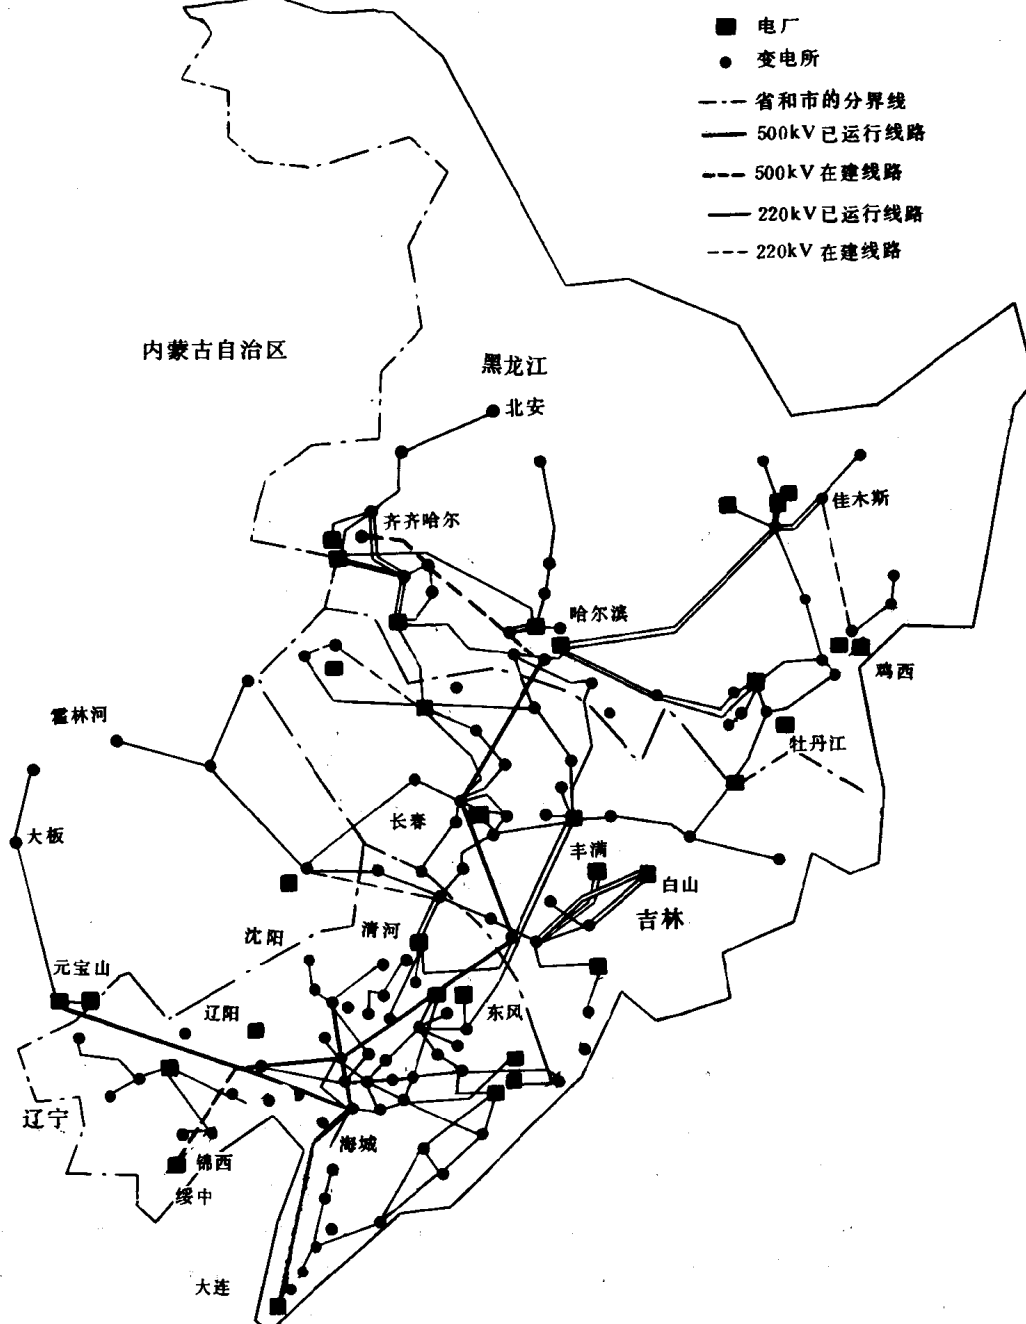 电厂
变电所
省和市的分界线
500kV已运行线路
500kV在建线路
220kV已运行线路
220kV在建线路
内蒙古自治区
黑龙江
北安
齐齐哈尔
佳木斯
哈尔滨
鸡西
霍林河
牡丹江
长春
大板
丰满
白山
吉林
沈阳
清河
元宝山
辽阳
东风
辽宁
海城
锦西
绥中
大连